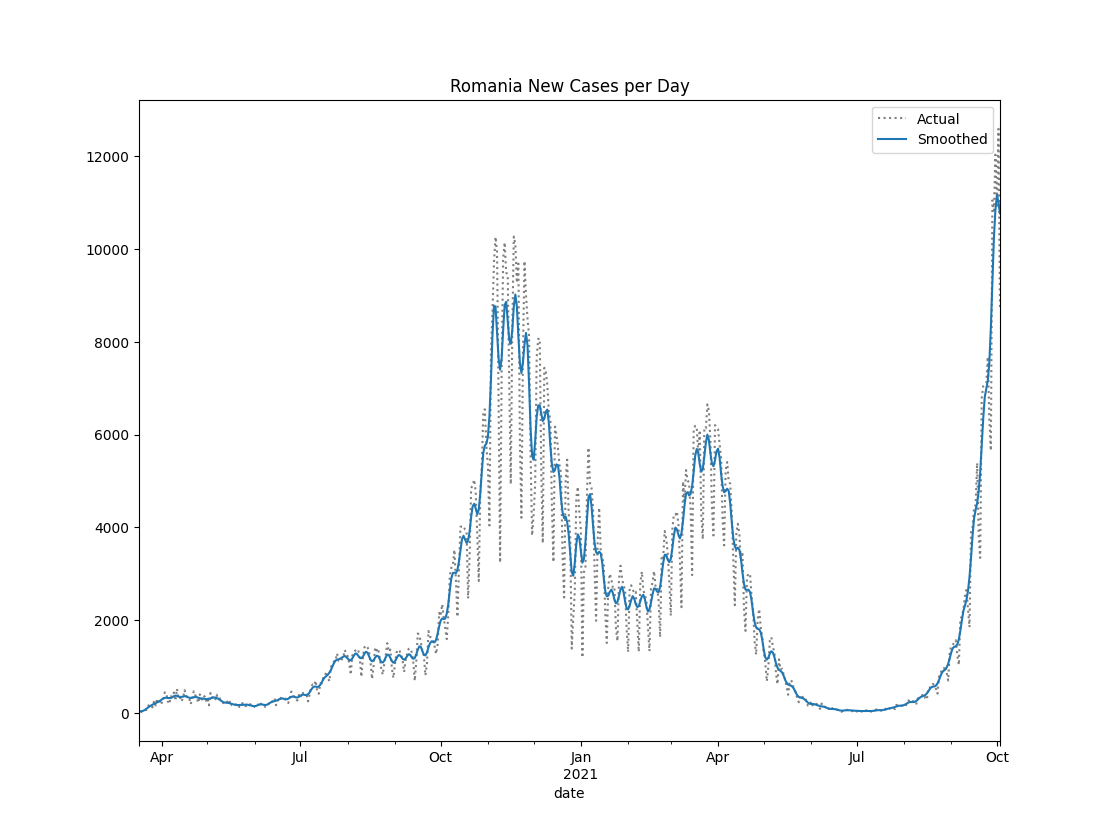 Romania New Cases per Day
Actual
Smoothed
12000
10000
8000
6000
4000
2000
0
Apr Jul Oct Jan Apr Jul Oct
2021
date